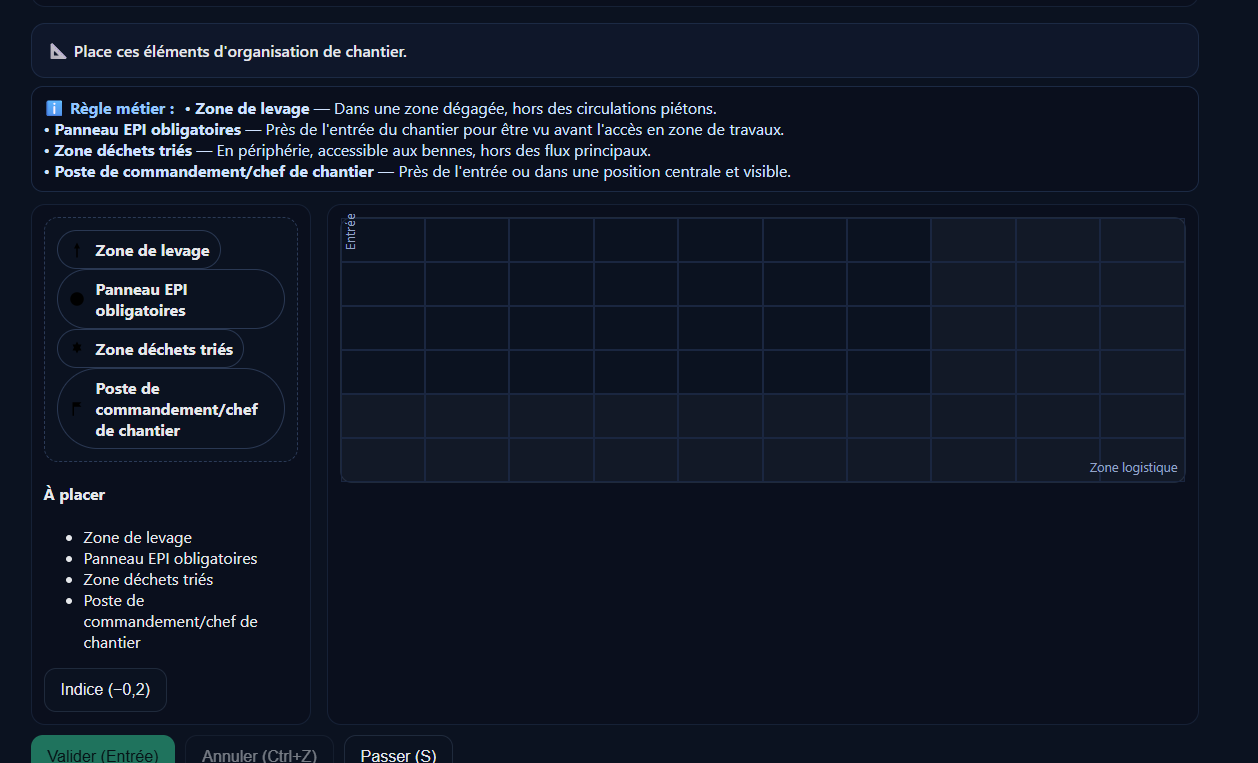 Place ces éléments d'organisation de chantier.
Règle métier : • Zone de levage — Dans une zone dégagée, hors des circulations piétons.
• Panneau EPI obligatoires — Près de l'entrée du chantier pour être vu avant l'accès en zone de travaux.
• Zone déchets triés — En périphérie, accessible aux bennes, hors des flux principaux.
• Poste de commandement/chef de chantier — Près de l'entrée ou dans une position centrale et visible.
Zone de levage
Panneau EPI
obligatoires
Zone déchets triés
Poste de
commandement/chef
de chantier
À placer
• Zone de levage
• Panneau EPI obligatoires
• Zone déchets triés
• Poste de
commandement/chef de
chantier
Indice (−0,2)
Entrée
Zone logistique
Valider (Entrée)
Annuler (Ctrl+Z)
Passer (S)